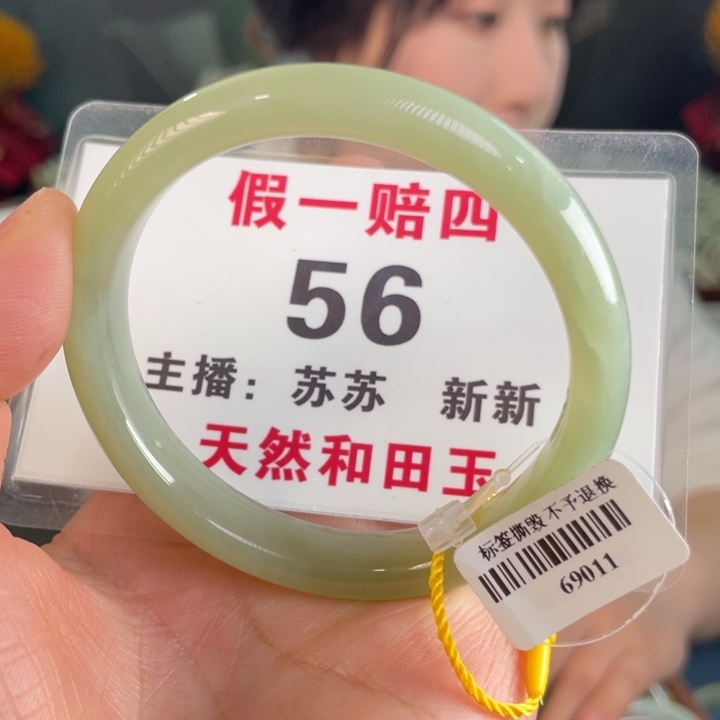 假一赔四
56
主播：苏苏 新新
天然和田玉
标签撕毁 不予退换
69011